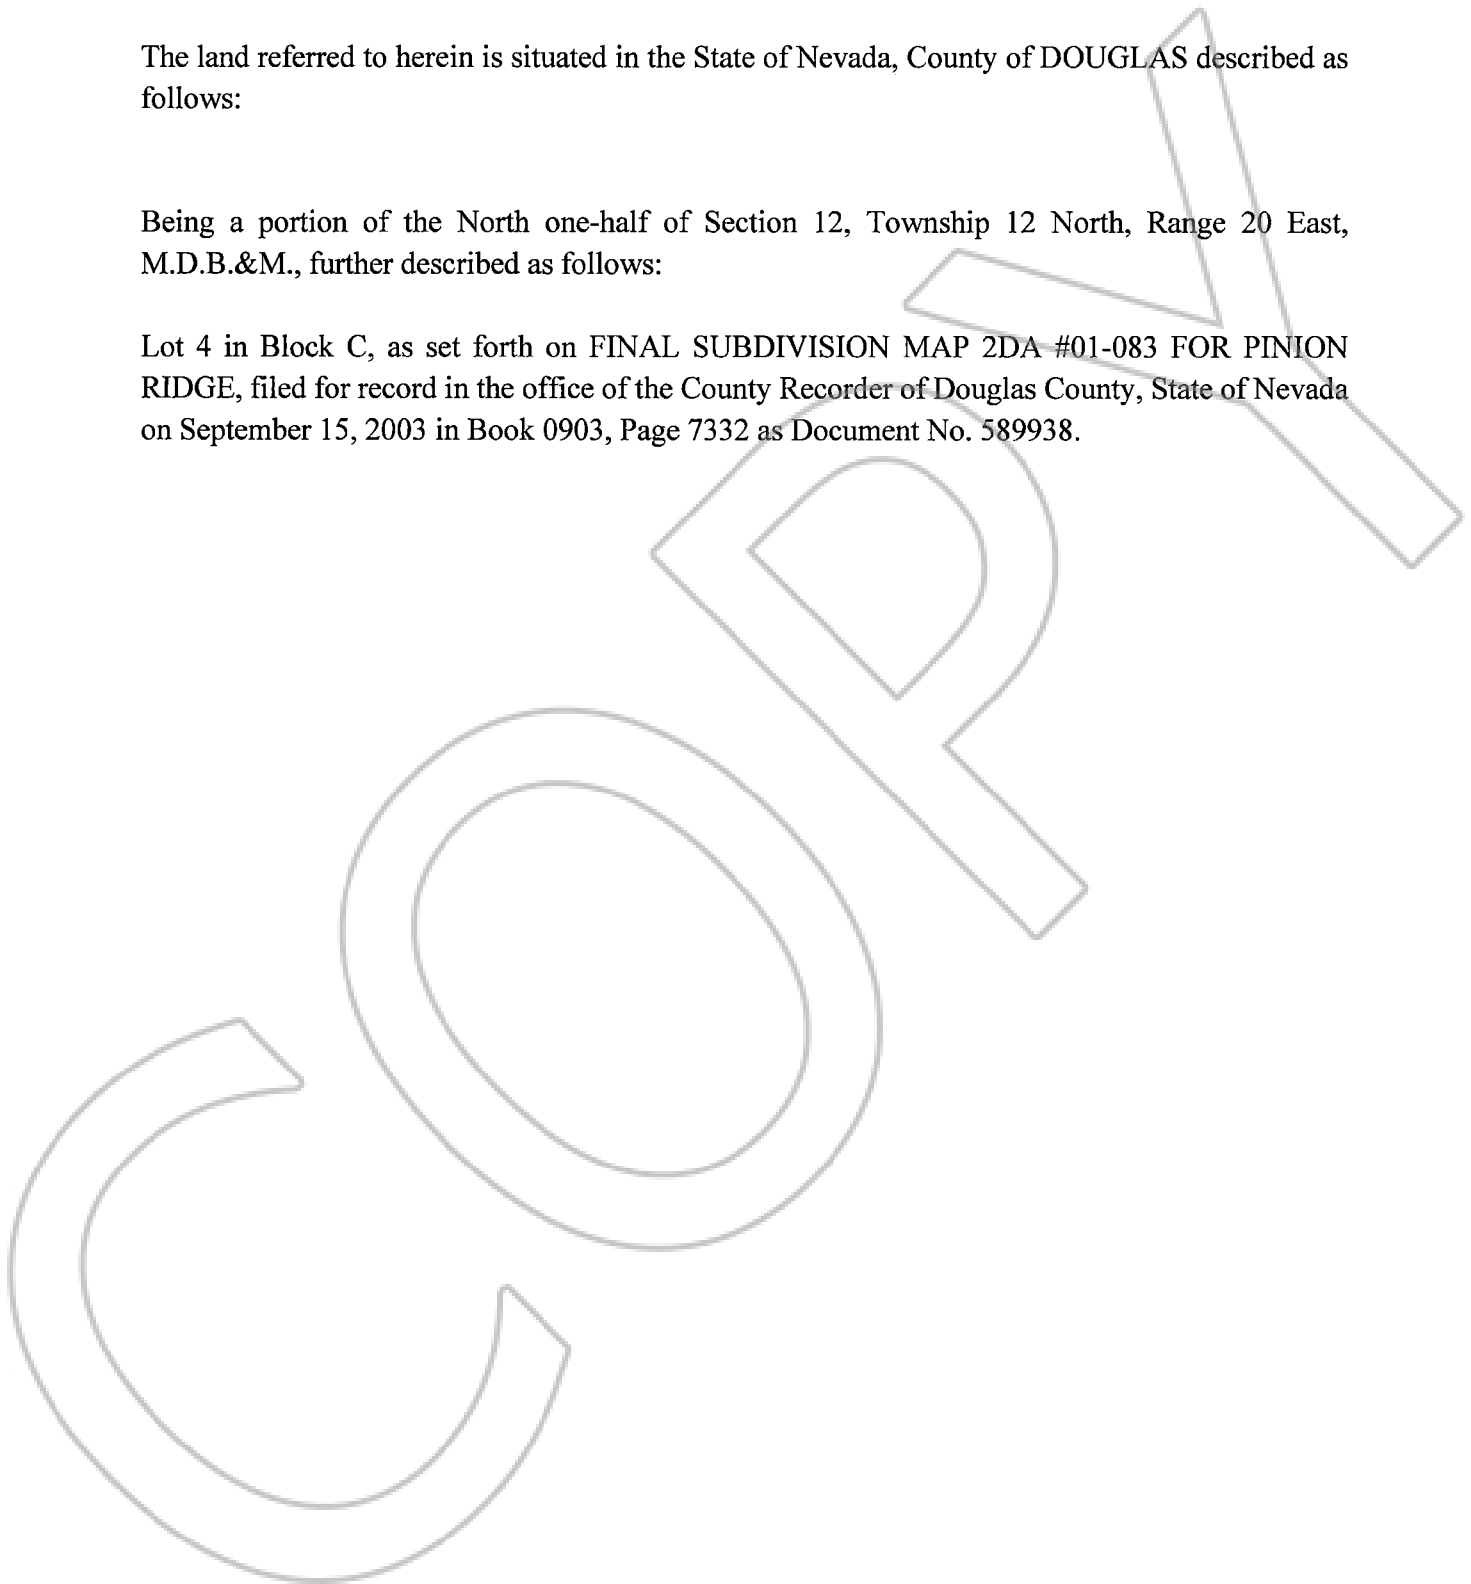 The land referred to herein is situated in the State of Nevada, County of DOUGLAS described as
follows:
Being a portion of the North one-half of Section 12, Township 12 North, Range 20 East,
M.D.B.&M., further described as follows:
Lot 4 in Block C, as set forth on FINAL SUBDIVISION MAP 2DA #01-083 FOR PINION
RIDGE, filed for record in the office of the County Recorder of Douglas County, State of Nevada
on September 15, 2003 in Book 0903, Page 7332 as Document No. 589938.
COPY